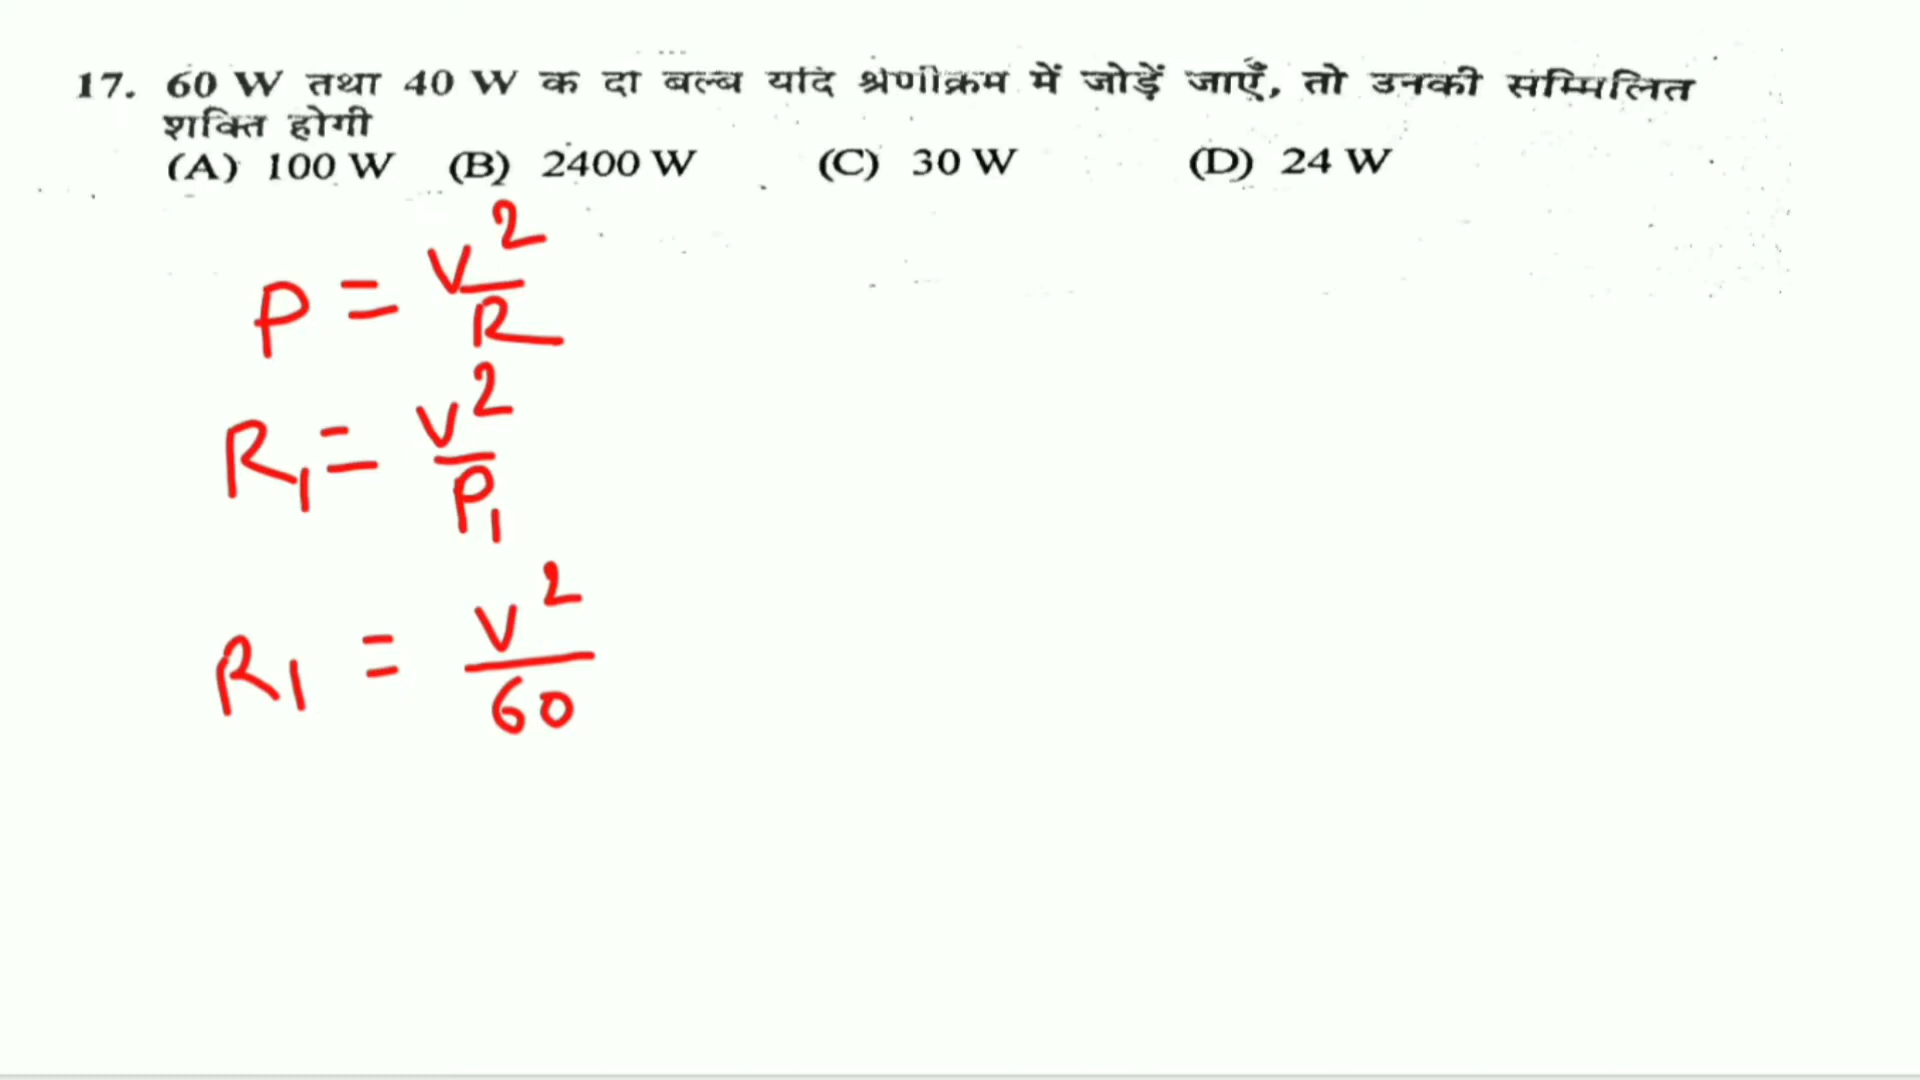 17. 60 W तथा 40 W क दा बल्ब यदि श्रेणीक्रम में जोड़ें जाएँ, तो उनकी सम्मिलित
शक्ति होगी
(A) 100 W (B) 2400 W (C) 30 W (D) 24 W
P = V²/R
R₁ = V²/P₁
R₁ = V²/60